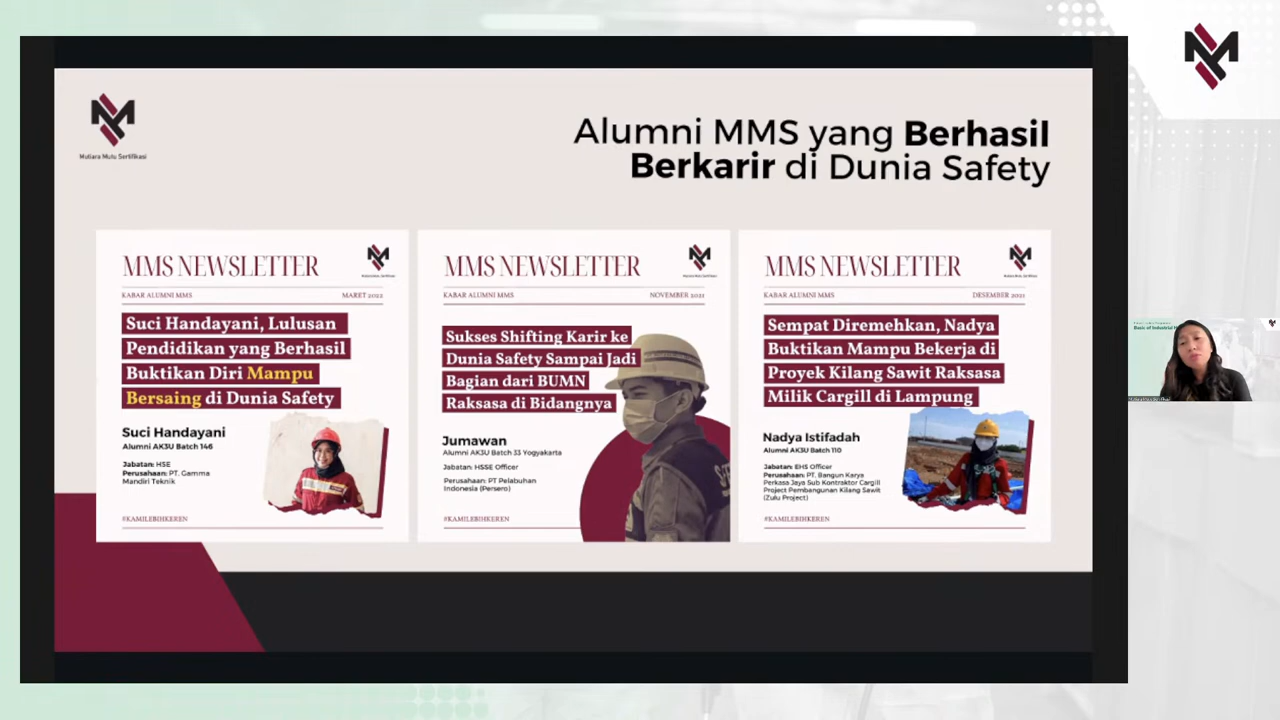 Mutiara Mutu Sertifikasi
Alumni MMS yang Berhasil
Berkarir di Dunia Safety
MMS NEWSLETTER
KABAR ALUMNI MMS
MARET 2022
Suci Handayani, Lulusan
Pendidikan yang Berhasil
Buktikan Diri Mampu
Bersaing di Dunia Safety
Suci Handayani
Alumni AK3U Batch 146
Jabatan: HSE
Perusahaan: PT. Gamma
Mandiri Teknik
#KAMILEBIHKEREN
MMS NEWSLETTER
KABAR ALUMNI MMS
NOVEMBER 2021
Sukses Shifting Karir ke
Dunia Safety Sampai Jadi
Bagian dari BUMN
Raksasa di Bidangnya
Jumawan
Alumni AK3U Batch 33 Yogyakarta
Jabatan: HSSE Officer
Perusahaan: PT Pelabuhan
Indonesia (Persero)
#KAMILEBIHKEREN
MMS NEWSLETTER
KABAR ALUMNI MMS
DESEMBER 2021
Sempat Diremehkan, Nadya
Buktikan Mampu Bekerja di
Proyek Kilang Sawit Raksasa
Milik Cargill di Lampung
Nadya Istifadah
Alumni AK3U Batch 110
Jabatan: EHS Officer
Perusahaan: PT. Bangun Karya
Perkasa Jaya Sub Kontraktor Cargill
Project Pembangunan Kilang Sawit
(Zulu Project)
#KAMILEBIHKEREN
Basic of Industrial